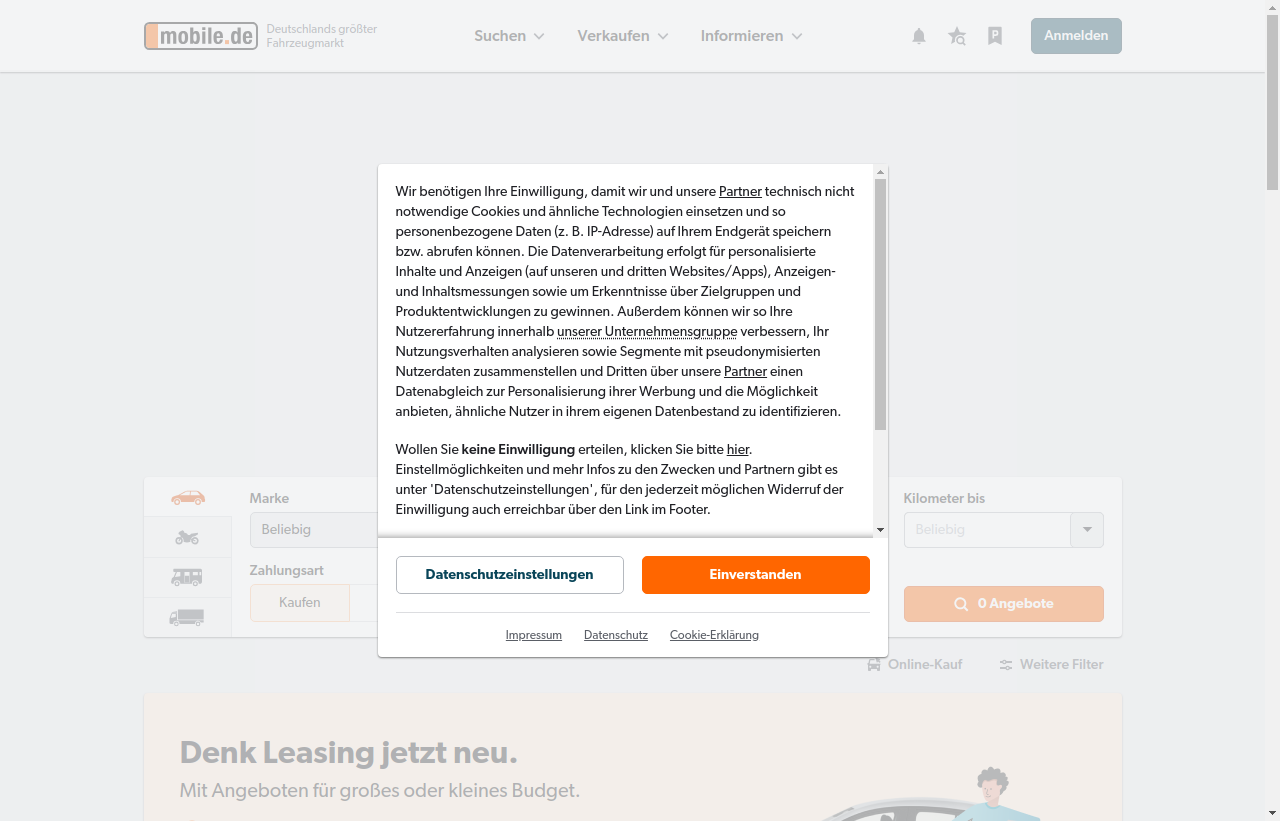 mobile.de
Deutschlands größter
Fahrzeugmarkt
Suchen
Verkaufen
Informieren
P
Anmelden
Wir benötigen Ihre Einwilligung, damit wir und unsere Partner technisch nicht
notwendige Cookies und ähnliche Technologien einsetzen und so
personenbezogene Daten (z. B. IP-Adresse) auf Ihrem Endgerät speichern
bzw. abrufen können. Die Datenverarbeitung erfolgt für personalisierte
Inhalte und Anzeigen (auf unseren und dritten Websites/Apps), Anzeigen-
und Inhaltsmessungen sowie um Erkenntnisse über Zielgruppen und
Produktentwicklungen zu gewinnen. Außerdem können wir so Ihre
Nutzererfahrung innerhalb unserer Unternehmensgruppe verbessern, Ihr
Nutzungsverhalten analysieren sowie Segmente mit pseudonymisierten
Nutzerdaten zusammenstellen und Dritten über unsere Partner einen
Datenabgleich zur Personalisierung ihrer Werbung und die Möglichkeit
anbieten, ähnliche Nutzer in ihrem eigenen Datenbestand zu identifizieren.
Wollen Sie keine Einwilligung erteilen, klicken Sie bitte hier.
Einstellmöglichkeiten und mehr Infos zu den Zwecken und Partnern gibt es
unter 'Datenschutzeinstellungen', für den jederzeit möglichen Widerruf der
Einwilligung auch erreichbar über den Link im Footer.
Datenschutzeinstellungen
Einverstanden
Impressum
Datenschutz
Cookie-Erklärung
Marke
Beliebig
Kilometer bis
Beliebig
Zahlungsart
Kaufen
0 Angebote
Online-Kauf
Weitere Filter
Denk Leasing jetzt neu.
Mit Angeboten für großes oder kleines Budget.